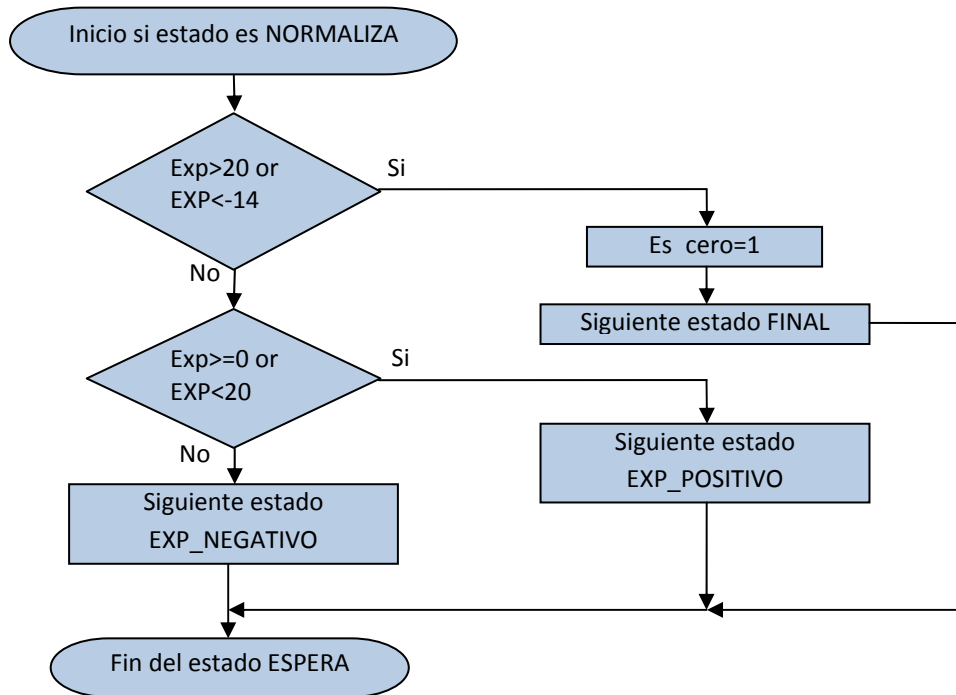 Inicio si estado es NORMALIZA
Exp>20 or
EXP<-14
Si
No
Es cero=1
Siguiente estado FINAL
Exp>=0 or
EXP<20
Si
No
Siguiente estado
EXP_POSITIVO
Siguiente estado
EXP_NEGATIVO
Fin del estado ESPERA